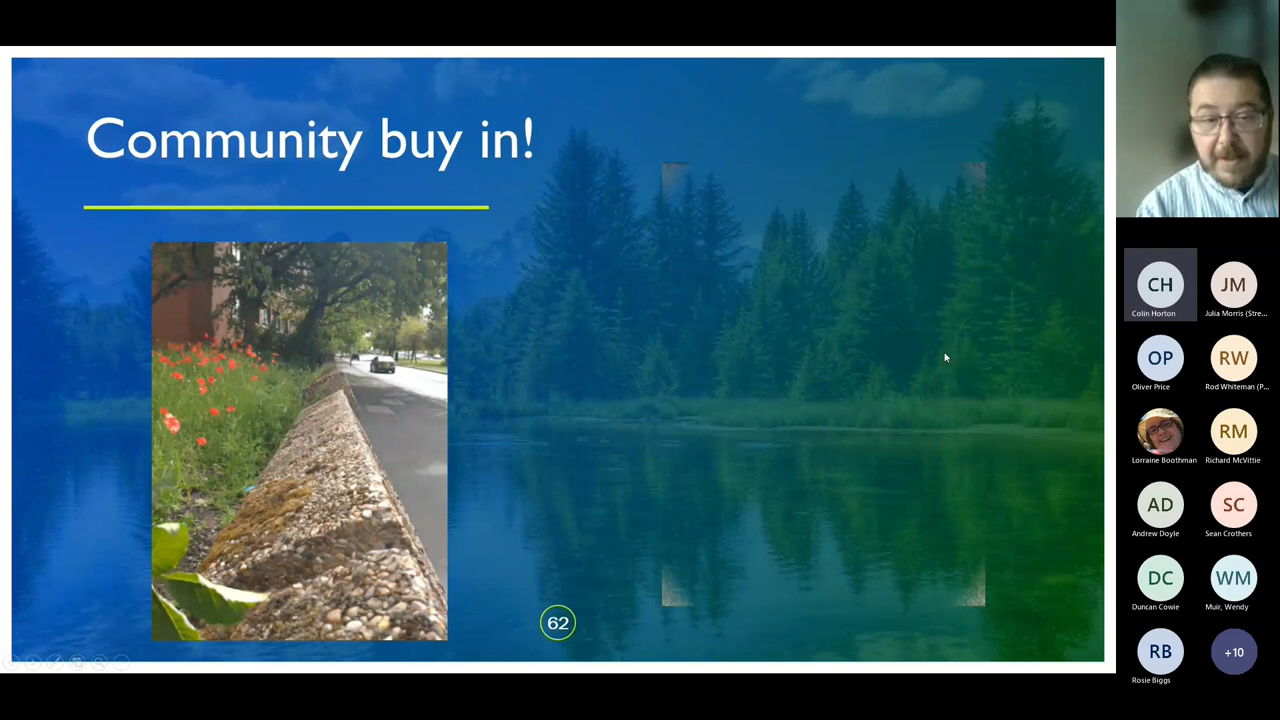 Community buy in!
62
CH
Colin Horton
JM
Julia Morris (Stre...
OP
Oliver Price
RW
Rod Whiteman (P...
Lorraine Boothman
RM
Richard McVittie
AD
Andrew Doyle
SC
Sean Crothers
DC
Duncan Cowie
WM
Muir, Wendy
RB
Rosie Biggs
+10